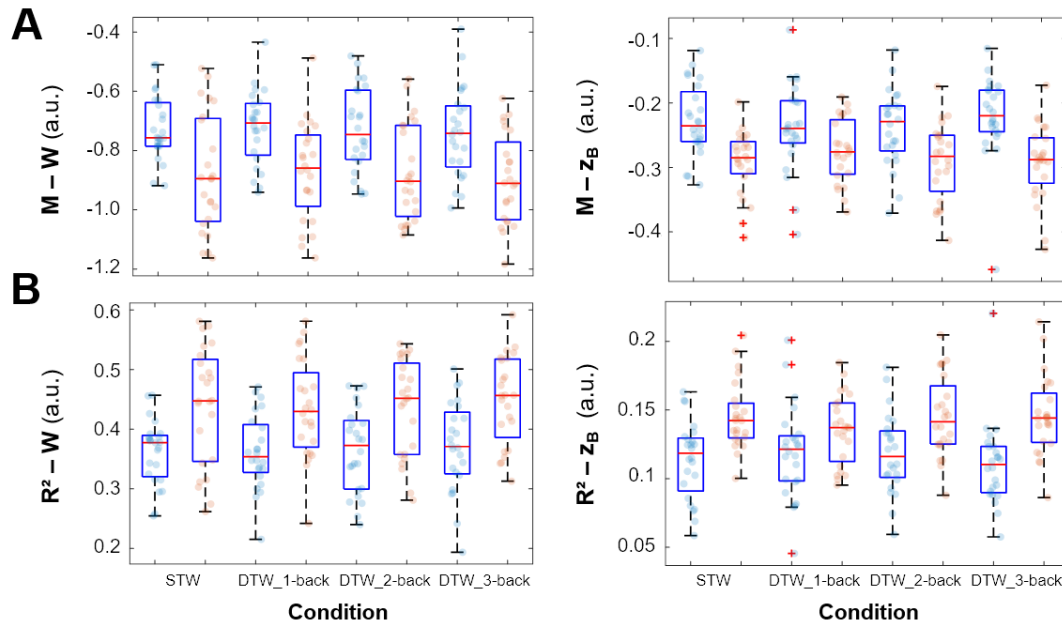 A
M – W (a.u.)
-0.4
-0.6
-0.8
-1.0
-1.2
M – z_B (a.u.)
-0.1
-0.2
-0.3
-0.4
B
R² – W (a.u.)
0.6
0.5
0.4
0.3
0.2
STW DTW_1-back DTW_2-back DTW_3-back
Condition
R² – z_B (a.u.)
0.2
0.15
0.1
0.05
STW DTW_1-back DTW_2-back DTW_3-back
Condition